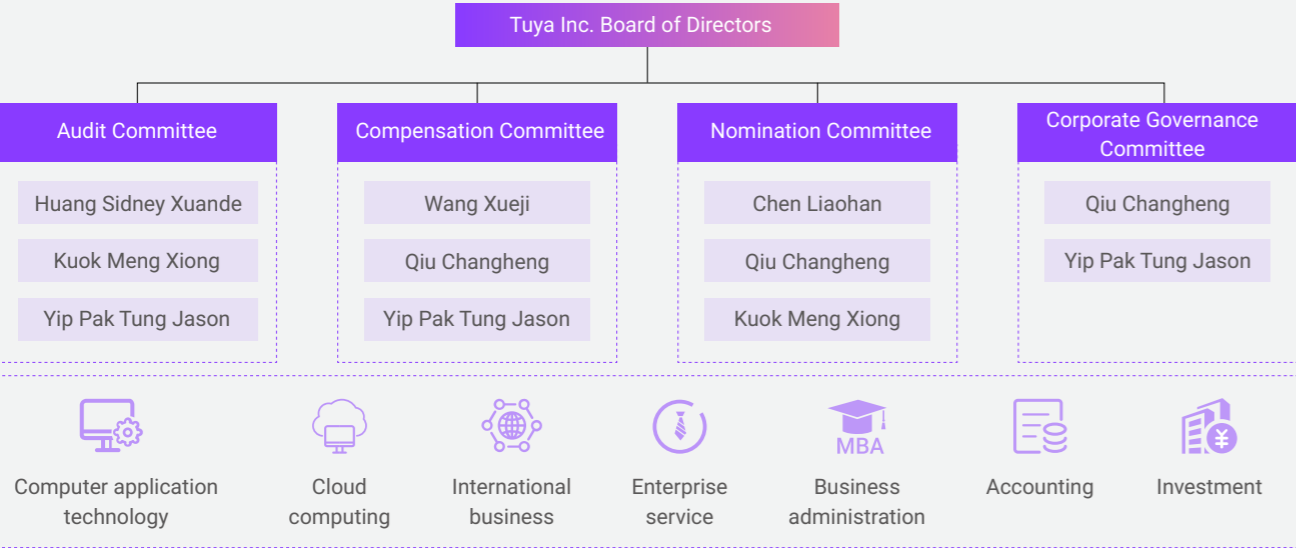 Tuya Inc. Board of Directors
Audit Committee
Huang Sidney Xuande
Kuok Meng Xiong
Yip Pak Tung Jason
Compensation Committee
Wang Xueji
Qiu Changheng
Yip Pak Tung Jason
Nomination Committee
Chen Liaohan
Qiu Changheng
Kuok Meng Xiong
Corporate Governance
Committee
Qiu Changheng
Yip Pak Tung Jason
Computer application
technology
Cloud
computing
International
business
Enterprise
service
MBA
Business
administration
Accounting
¥
Investment